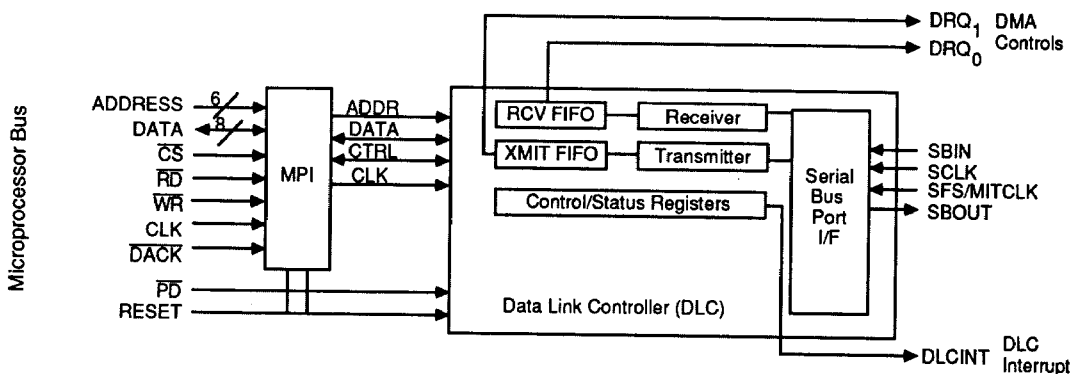 DRQ1 DMA
Controls
DRQ0
Microprocessor Bus
ADDRESS 6
DATA 8
CS
RD
WR
CLK
DACK
PD
RESET
MPI
ADDR
DATA
CTRL
CLK
RCV FIFO
Receiver
XMIT FIFO
Transmitter
Control/Status Registers
Serial
Bus
Port
I/F
Data Link Controller (DLC)
SBIN
SCLK
SFS/MITCLK
SBOUT
DLCINT DLC
Interrupt